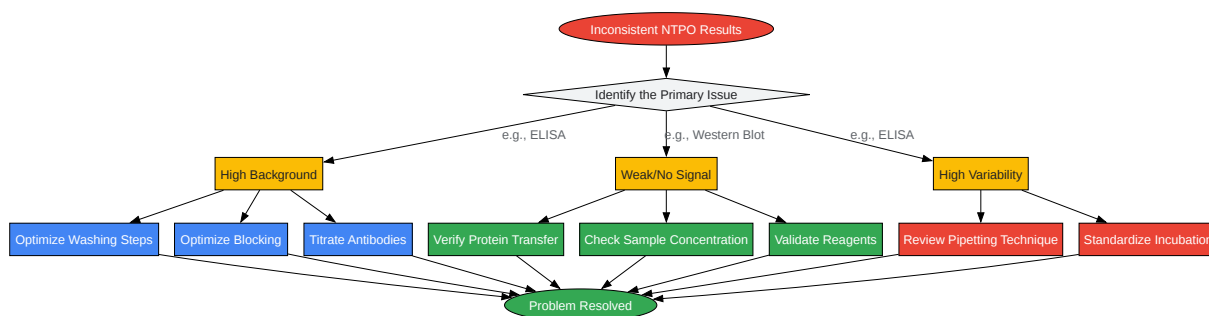 Inconsistent NTPO Results
Identify the Primary Issue
e.g., ELISA
e.g., Western Blot
e.g., ELISA
High Background
Weak/No Signal
High Variability
Optimize Washing Steps
Optimize Blocking
Titrate Antibodies
Verify Protein Transfer
Check Sample Concentration
Validate Reagents
Review Pipetting Technique
Standardize Incubation
Problem Resolved